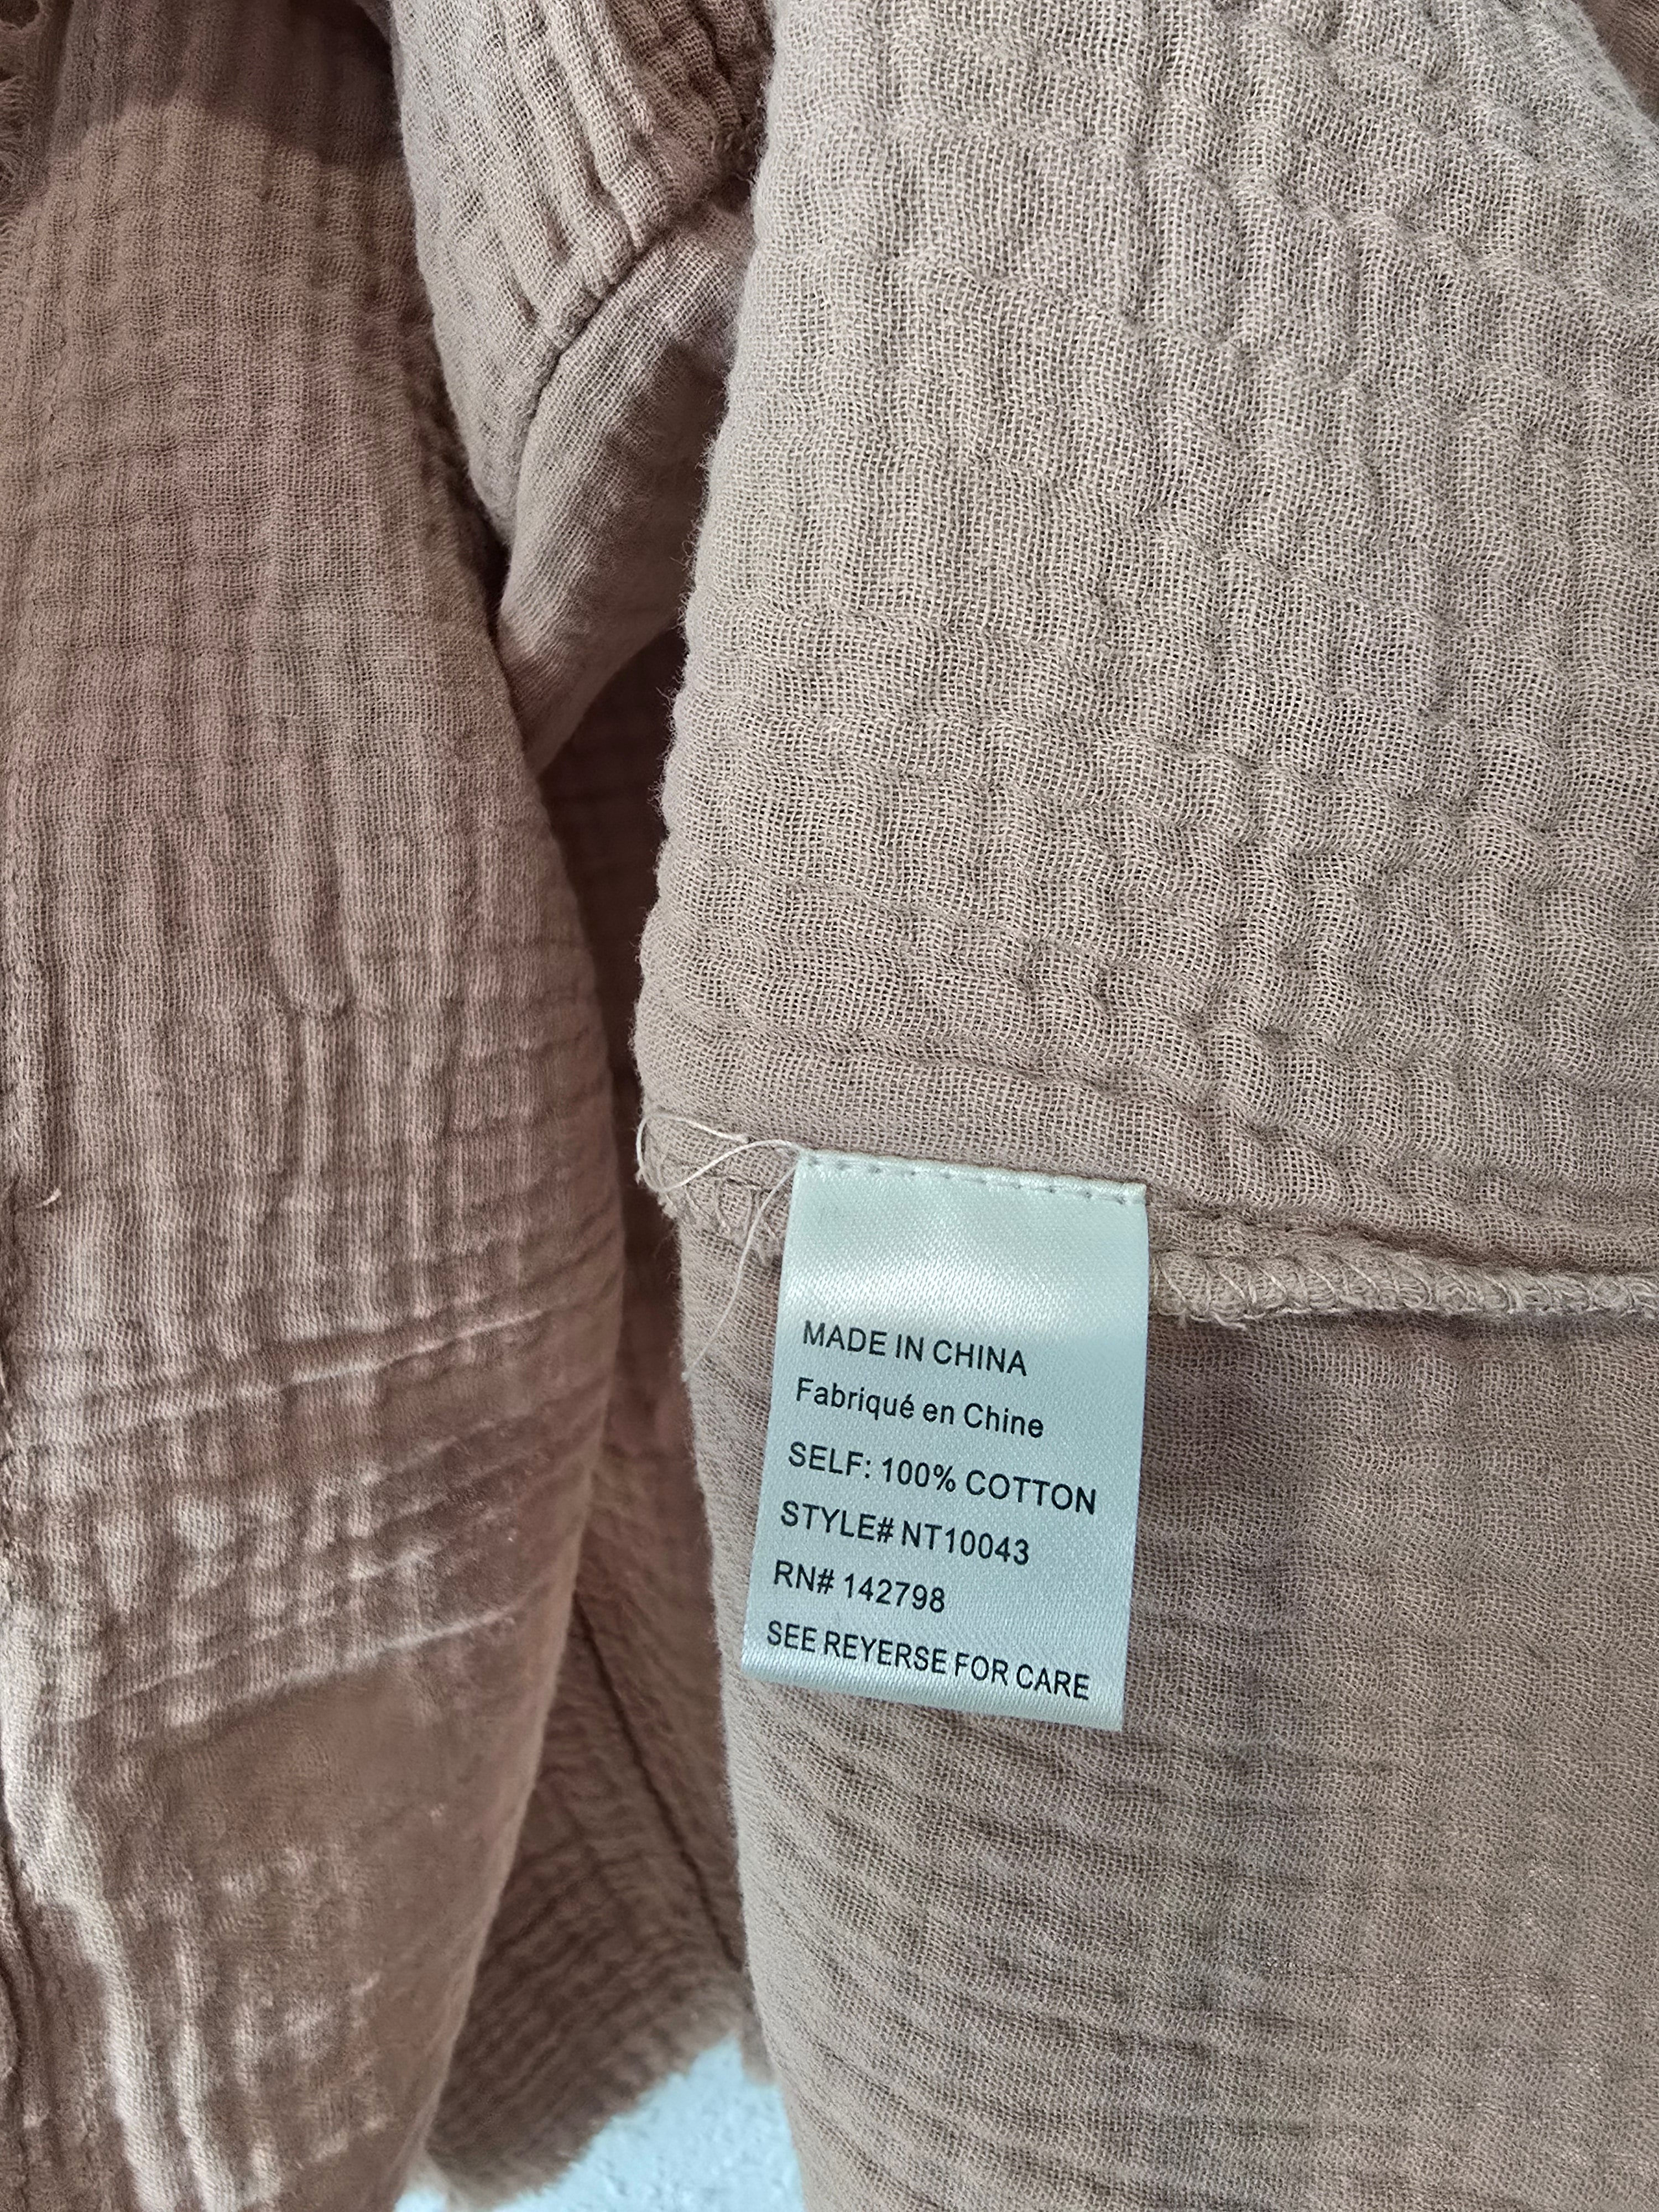 MADE IN CHINA
Fabriqué en Chine
SELF: 100% COTTON
STYLE# NT10043
RN# 142798
SEE REYERSE FOR CARE